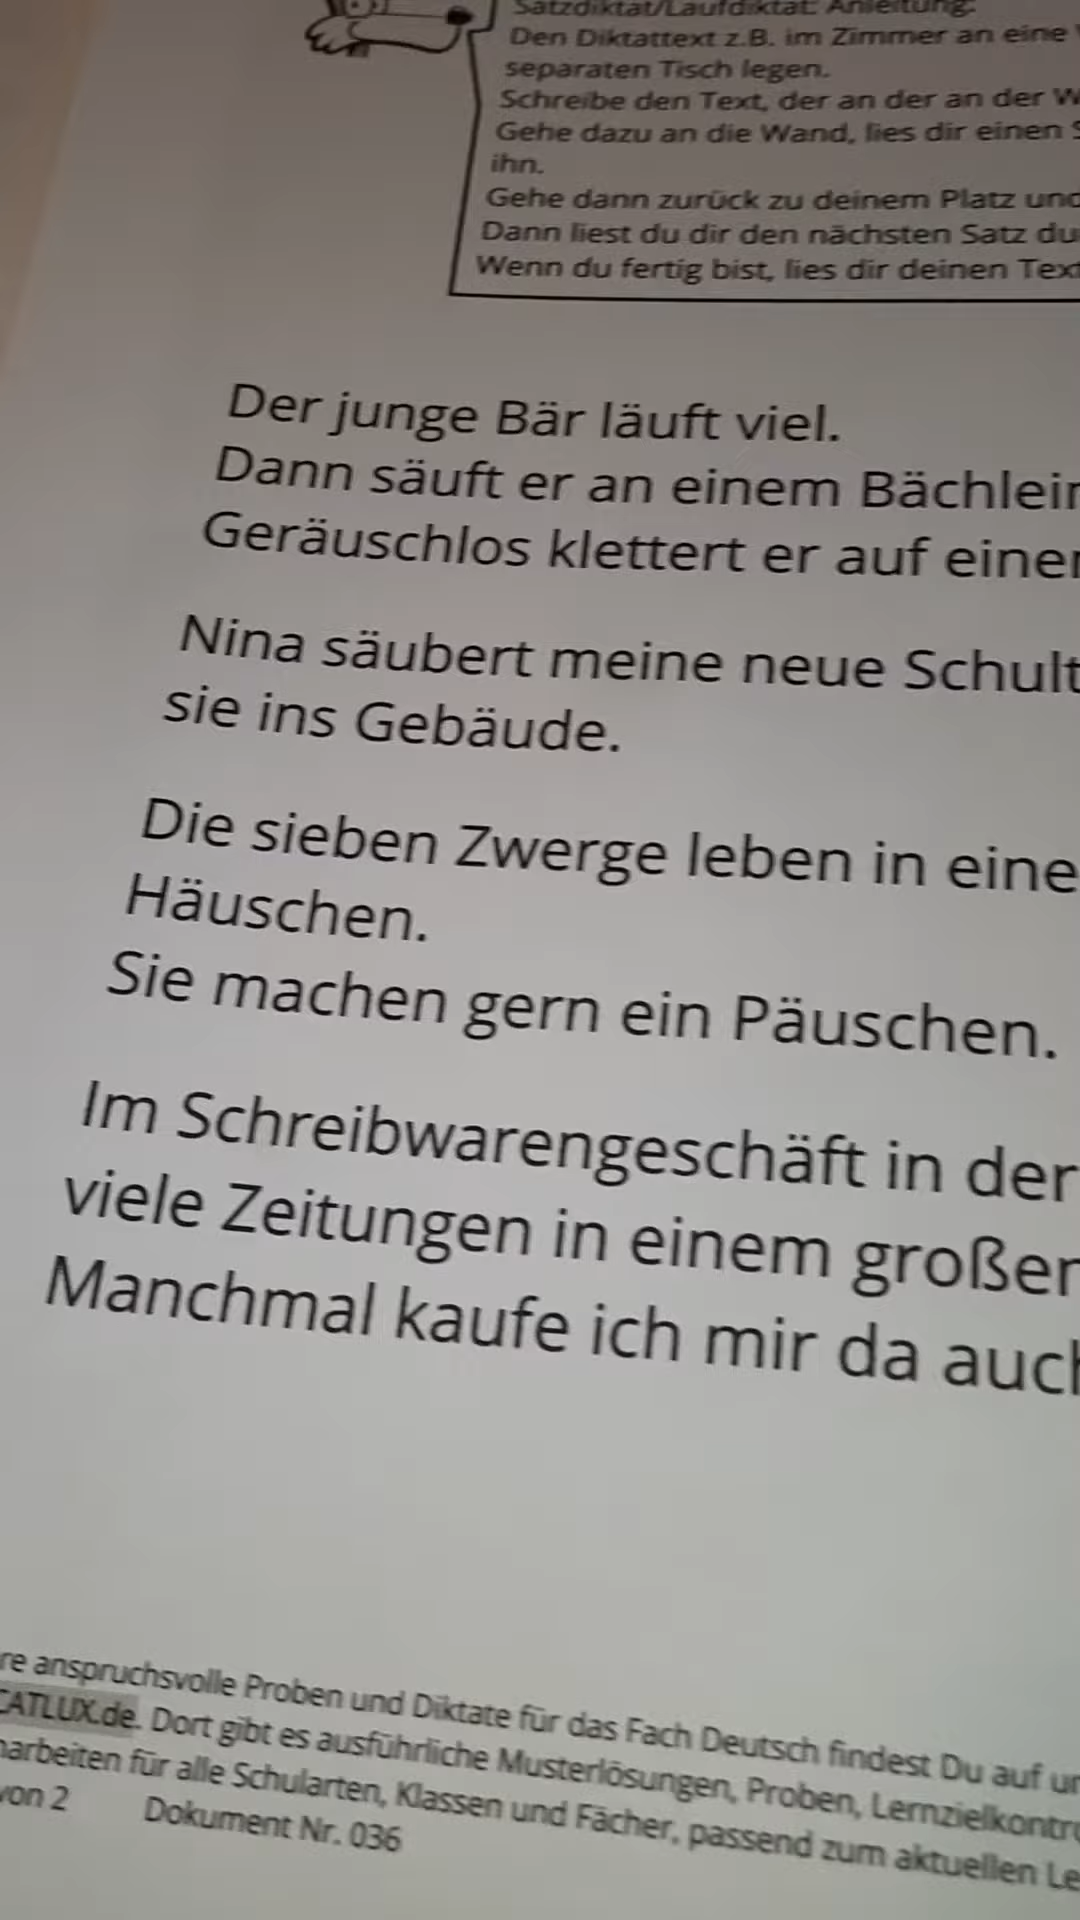 Satzdiktat/Laufdiktat: Anleitung:
Den Diktattext z.B. im Zimmer an eine
separaten Tisch legen.
Schreibe den Text, der an der an der W
Gehe dazu an die Wand, lies dir einen S
ihn.
Gehe dann zurück zu deinem Platz und
Dann liest du dir den nächsten Satz du
Wenn du fertig bist, lies dir deinen Text
Der junge Bär läuft viel.
Dann säuft er an einem Bächlein
Geräuschlos klettert er auf einen
Nina säubert meine neue Schult
sie ins Gebäude.
Die sieben Zwerge leben in eine
Häuschen.
Sie machen gern ein Päuschen.
Im Schreibwarengeschäft in der
viele Zeitungen in einem großen
Manchmal kaufe ich mir da auch
re anspruchsvolle Proben und Diktate für das Fach Deutsch findest Du auf un
CATLUX.de. Dort gibt es ausführliche Musterlösungen, Proben, Lernzielkontro
narbeiten für alle Schularten, Klassen und Fächer, passend zum aktuellen Le
von 2 Dokument Nr. 036